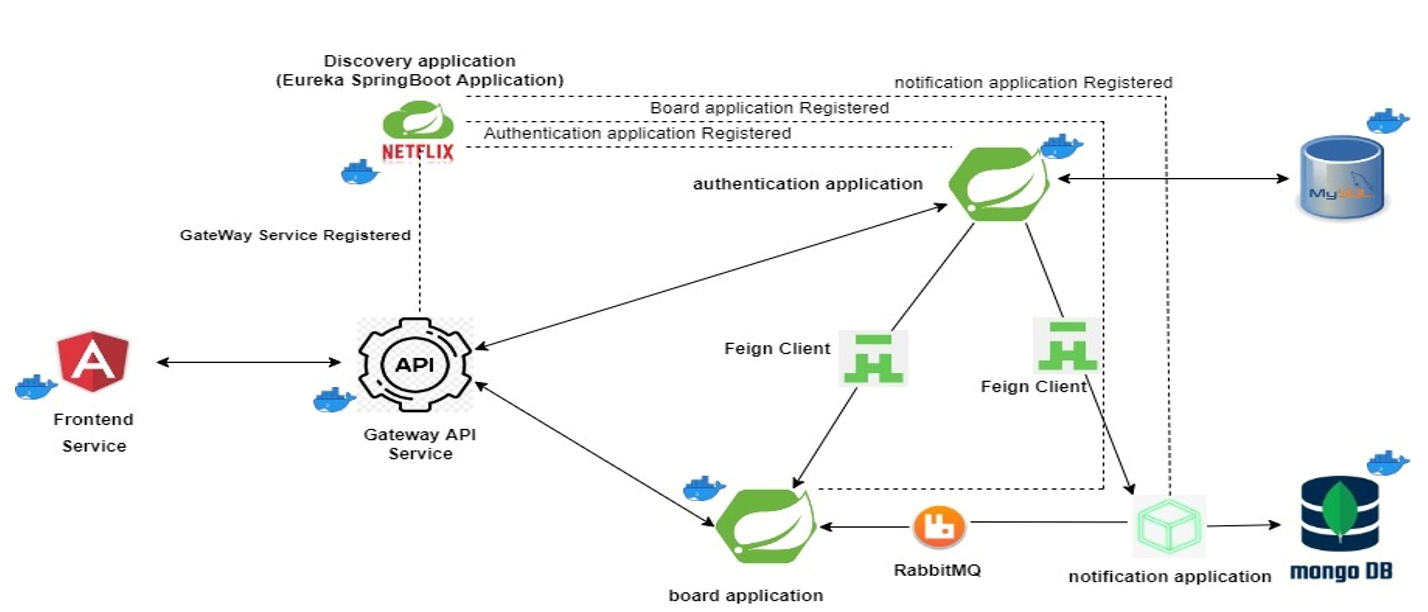 Discovery application
(Eureka SpringBoot Application)
notification application Registered
Board application Registered
Authentication application Registered
NETFLIX
authentication application
MySQL
GateWay Service Registered
API
Feign Client
Feign Client
Frontend
Service
Gateway API
Service
RabbitMQ
notification application
mongo DB
board application